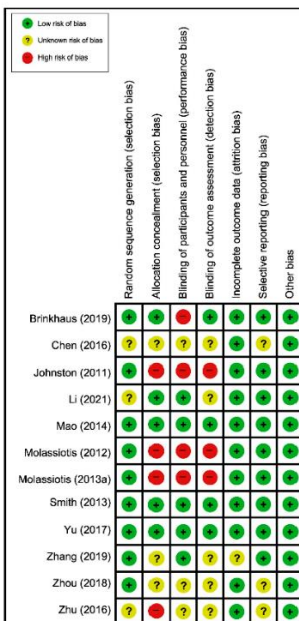 Low risk of bias
Unknown risk of bias
High risk of bias
Random sequence generation (selection bias)
Allocation concealment (selection bias)
Blinding of participants and personnel (performance bias)
Blinding of outcome assessment (detection bias)
Incomplete outcome data (attrition bias)
Selective reporting (reporting bias)
Other bias
Brinkhaus (2019) + + - + + + +
Chen (2016) ? ? ? ? + ? +
Johnston (2011) + - - - + + +
Li (2021) ? + + ? + + +
Mao (2014) + + + + + + +
Molassiotis (2012) + - - - + + +
Molassiotis (2013a) + - - - + + +
Smith (2013) + + + + + + +
Yu (2017) + + + + + + +
Zhang (2019) + ? + ? ? + +
Zhou (2018) + ? ? ? + ? +
Zhu (2016) ? - ? ? + ? +